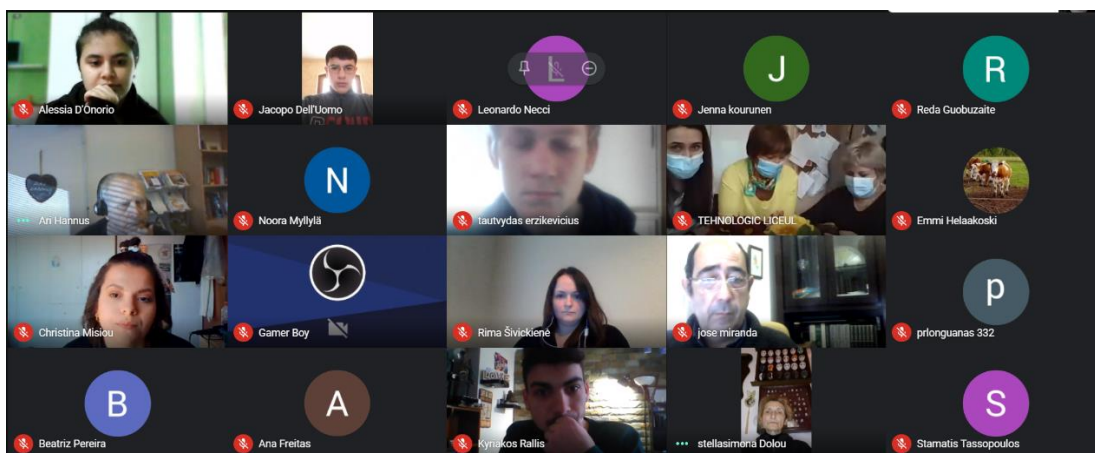 Alessia D'Onorio
Jacopo Dell'Uomo
L
Leonardo Necci
J
Jenna kourunen
R
Reda Guobuzaite
Ari Hannus
N
Noora Myllylä
tautvydas erzikevicius
TEHNOLOGIC LICEUL
Emmi Helaakoski
Christina Misiou
Gamer Boy
Rima Šivickienė
jose miranda
p
prlonguanas 332
B
Beatriz Pereira
A
Ana Freitas
Kyriakos Rallis
stellasimona Dolou
S
Stamatis Tassopoulos